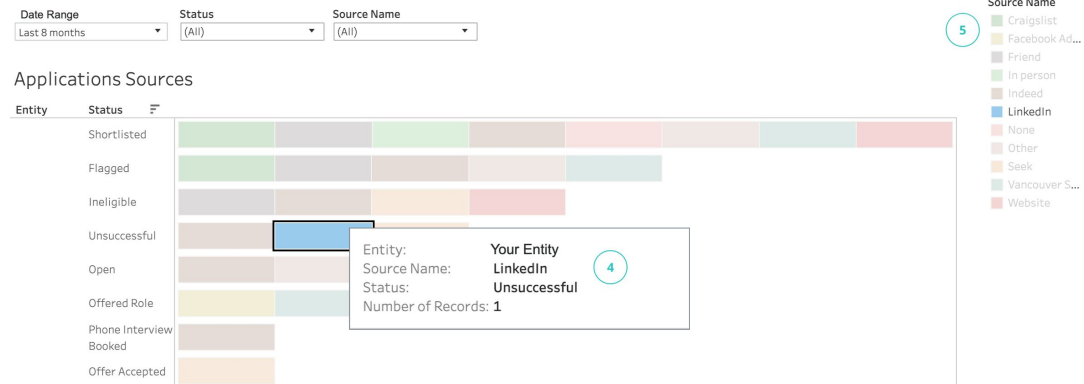 Date Range
Status
Source Name
Last 8 months
(All)
(All)
Source Name
5
Craigslist
Facebook Ad...
Friend
In person
Indeed
LinkedIn
None
Other
Seek
Vancouver S...
Website
Applications Sources
Entity
Status
Shortlisted
Flagged
Ineligible
Unsuccessful
Open
Offered Role
Phone Interview
Booked
Offer Accepted
Entity: Your Entity
Source Name: LinkedIn
Status: Unsuccessful
Number of Records: 1
4